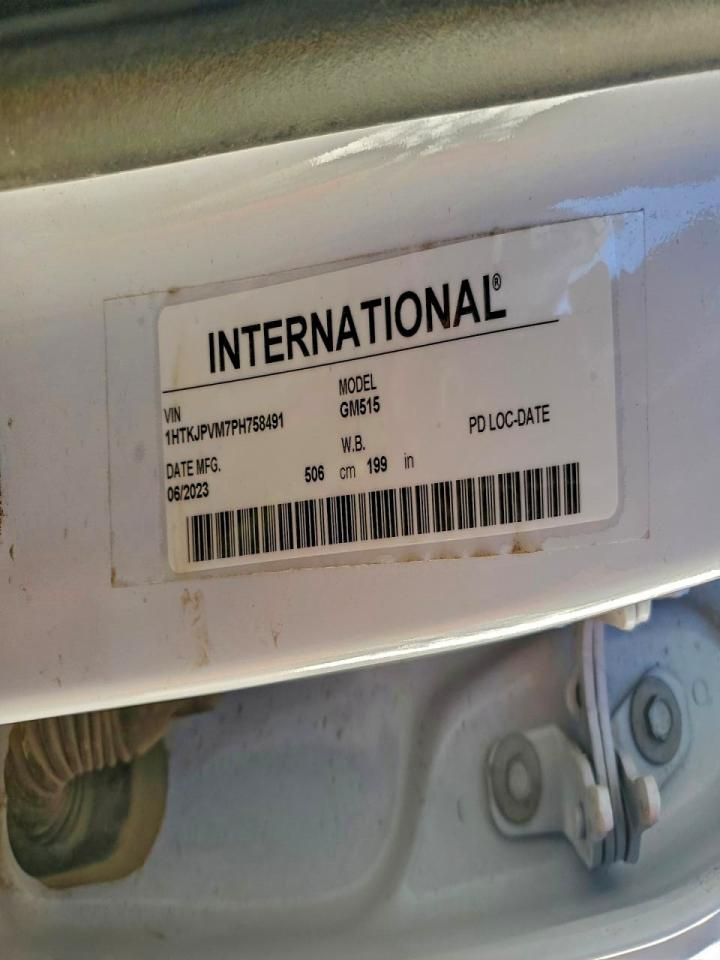 INTERNATIONAL®
VIN
1HTKJPVM7PH758491
MODEL
GM515
DATE MFG.
06/2023
W.B.
506 cm 199 in
PD LOC-DATE